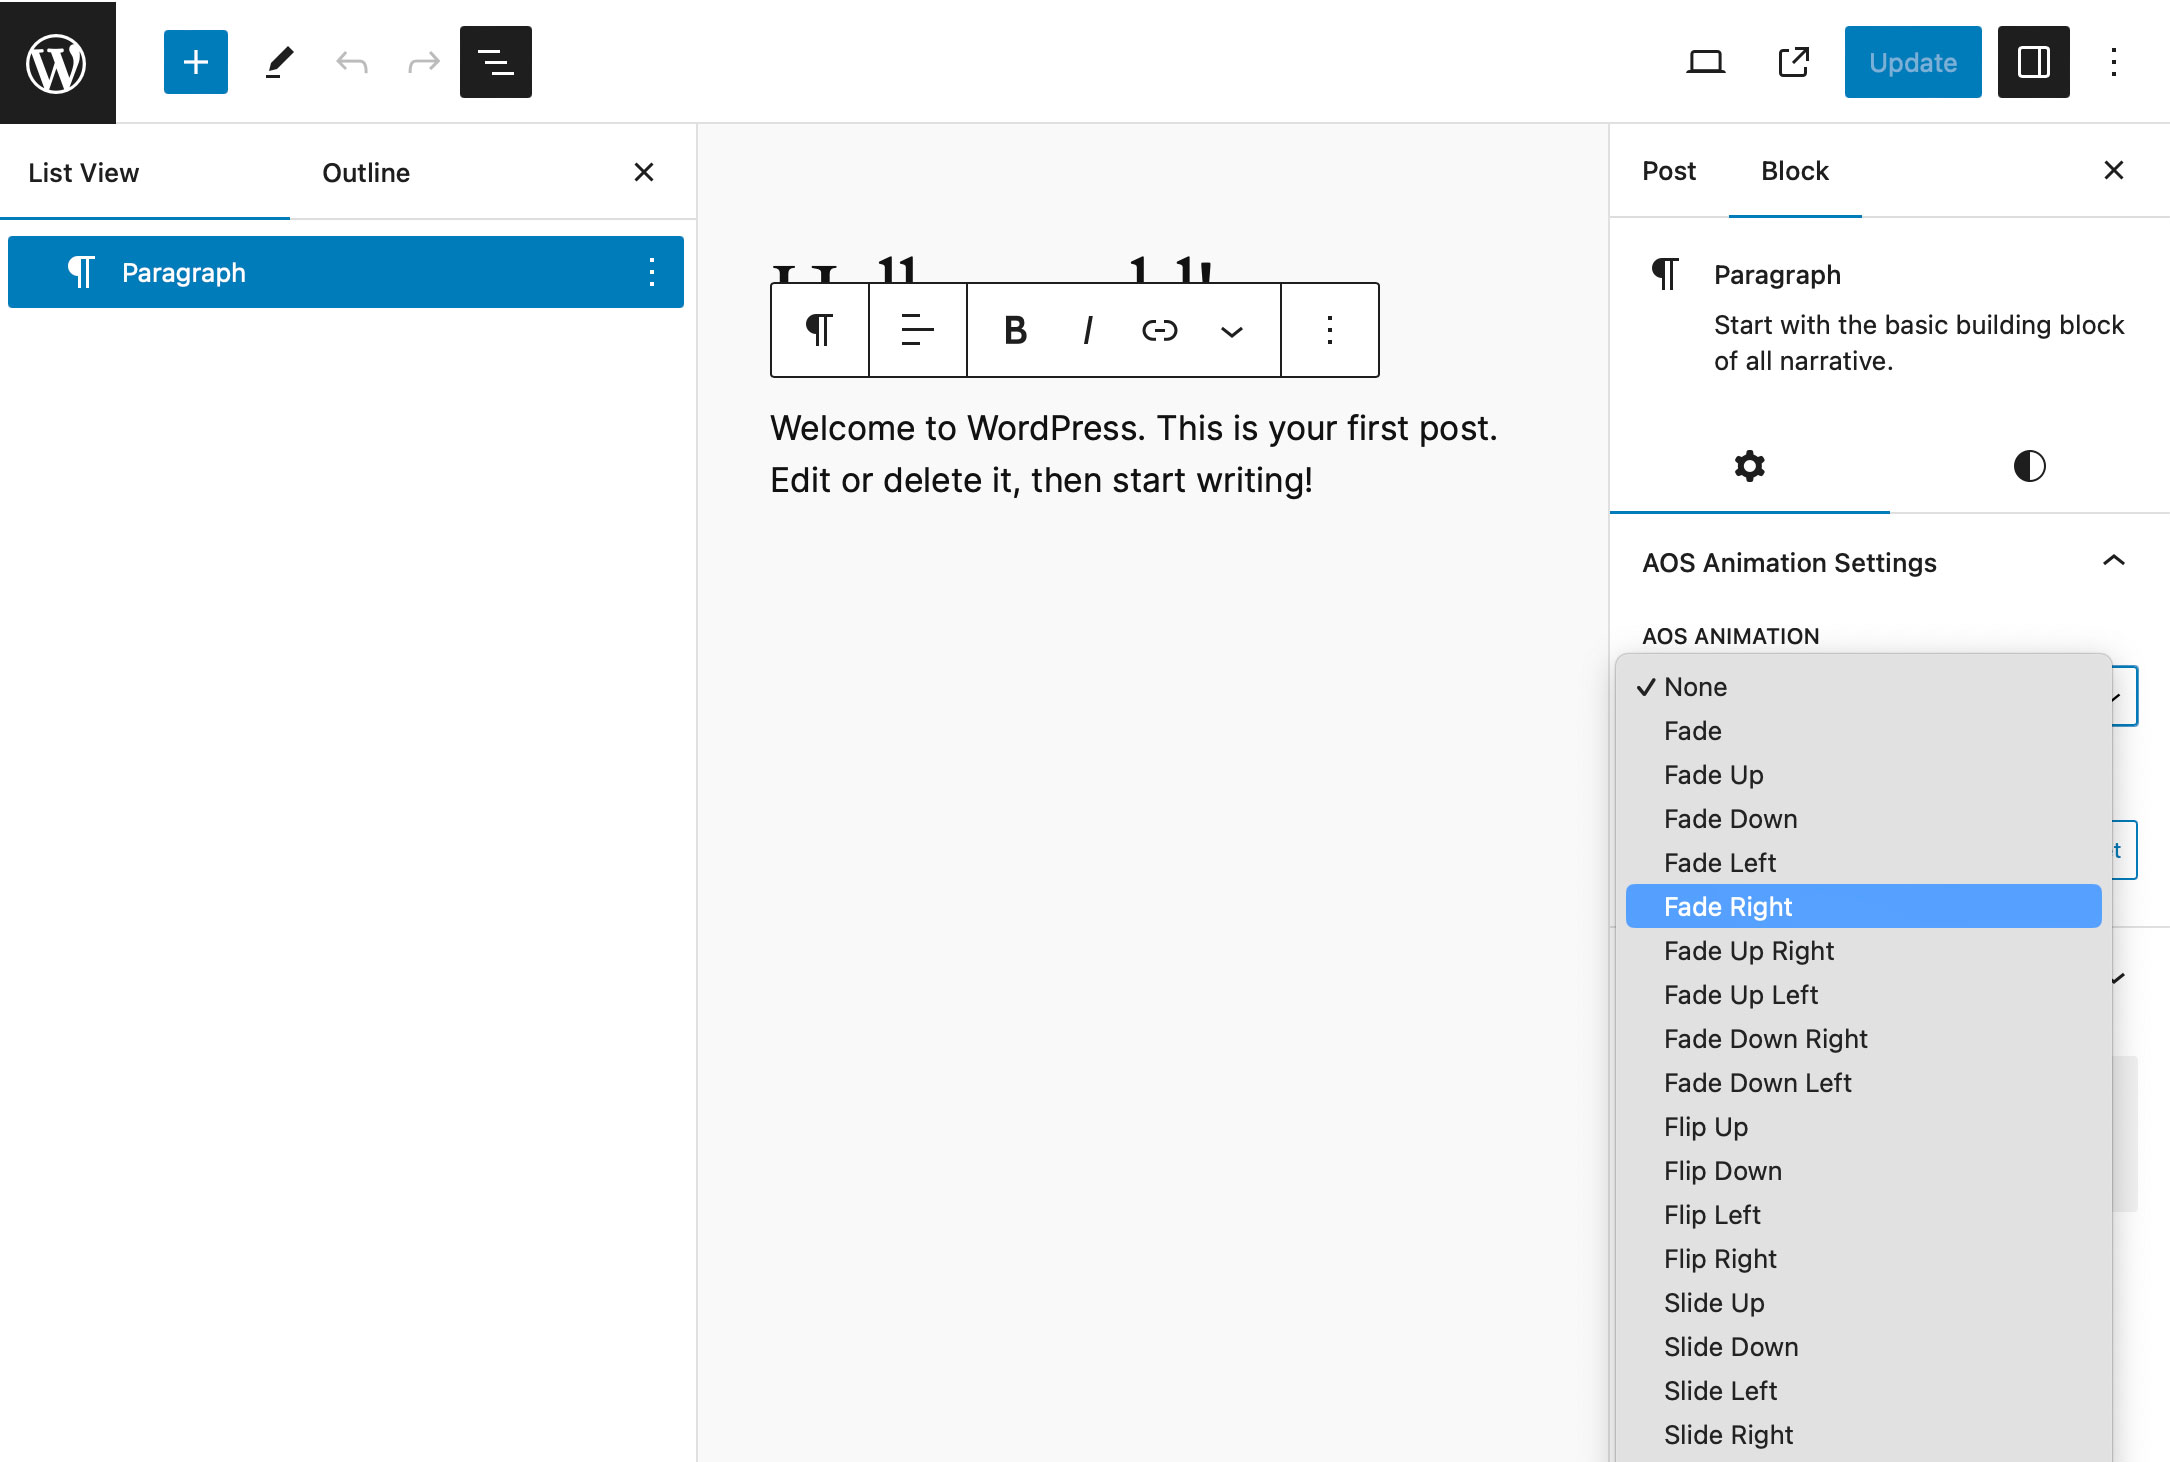 Update
List View
Outline
Paragraph
B I
Welcome to WordPress. This is your first post.
Edit or delete it, then start writing!
Post
Block
Paragraph
Start with the basic building block
of all narrative.
AOS Animation Settings
AOS ANIMATION
✓ None
Fade
Fade Up
Fade Down
Fade Left
Fade Right
Fade Up Right
Fade Up Left
Fade Down Right
Fade Down Left
Flip Up
Flip Down
Flip Left
Flip Right
Slide Up
Slide Down
Slide Left
Slide Right